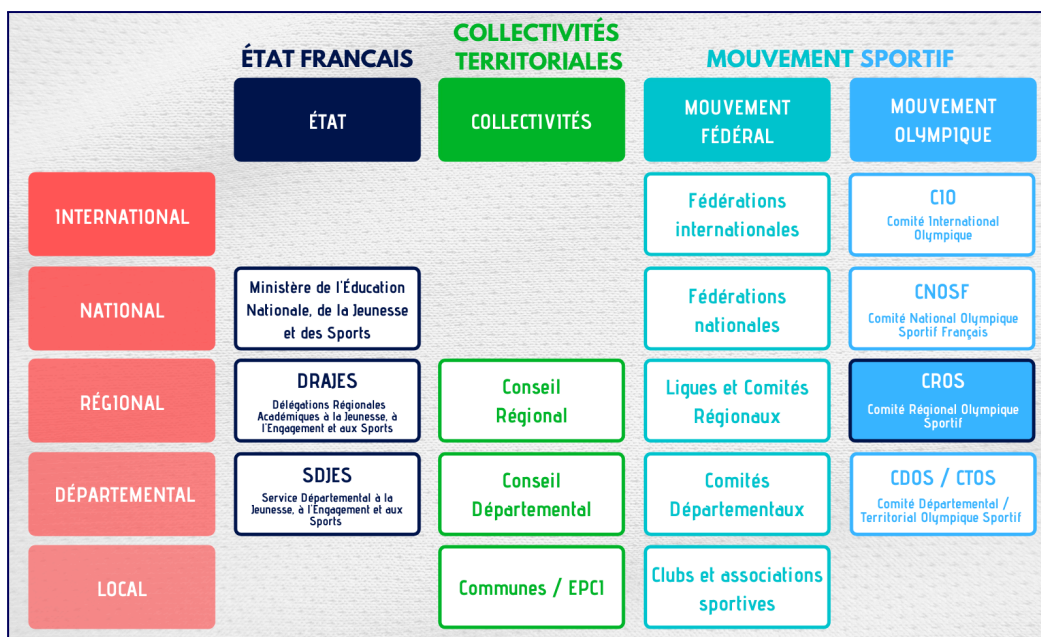 ÉTAT FRANCAIS
COLLECTIVITÉS
TERRITORIALES
MOUVEMENT SPORTIF
ÉTAT
COLLECTIVITÉS
MOUVEMENT
FÉDÉRAL
MOUVEMENT
OLYMPIQUE
INTERNATIONAL
Fédérations
internationales
CIO
Comité International
Olympique
NATIONAL
Ministère de l'Éducation
Nationale, de la Jeunesse
et des Sports
Fédérations
nationales
CNOSF
Comité National Olympique
Sportif Français
RÉGIONAL
DRAJES
Délégations Régionales
Académiques à la Jeunesse, à
l'Engagement et aux Sports
Conseil
Régional
Ligues et Comités
Régionaux
CROS
Comité Régional Olympique
Sportif
DÉPARTEMENTAL
SDJES
Service Départemental à la
Jeunesse, à l'Engagement et aux
Sports
Conseil
Départemental
Comités
Départementaux
CDOS / CTOS
Comité Départemental /
Territorial Olympique Sportif
LOCAL
Communes / EPCI
Clubs et associations
sportives